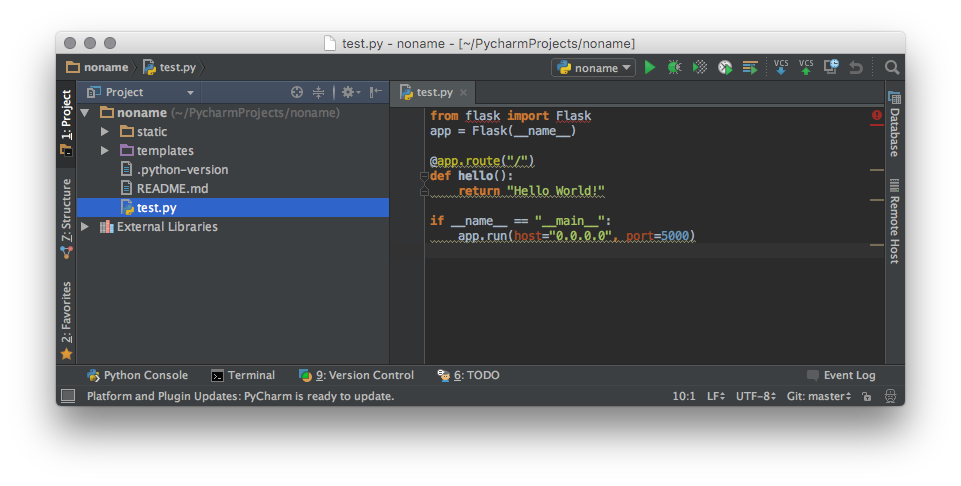 test.py - noname - [~/PycharmProjects/noname]
noname test.py noname VCS VCS
1: Project
Z: Structure
2: Favorites
Project
noname (~/PycharmProjects/noname)
static
templates
.python-version
README.md
test.py
External Libraries
test.py
from flask import Flask
app = Flask(__name__)
@app.route("/")
def hello():
return "Hello World!"
if __name__ == "__main__":
app.run(host="0.0.0.0", port=5000)
Database
Remote Host
Python Console Terminal 9: Version Control 6: TODO Event Log
Platform and Plugin Updates: PyCharm is ready to update. 10:1 LF UTF-8 Git: master